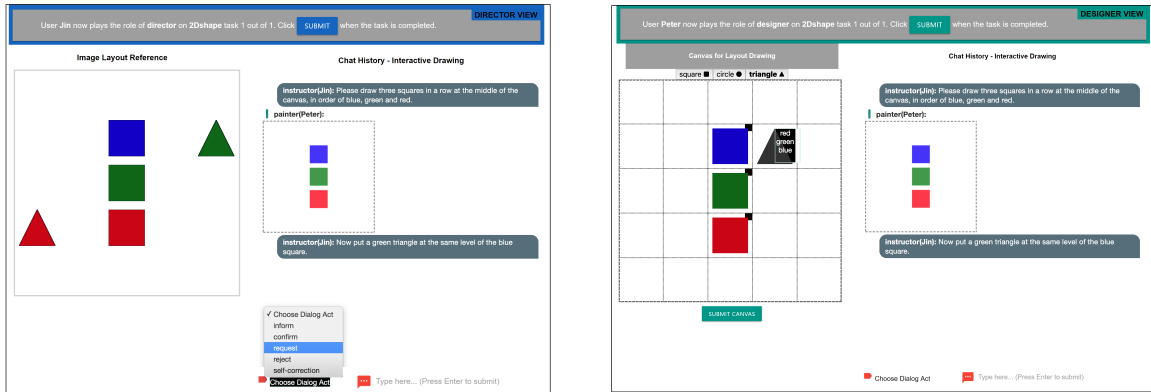 DIRECTOR VIEW
User Jin now plays the role of director on 2Dshape task 1 out of 1. Click SUBMIT when the task is completed.
Image Layout Reference
Chat History - Interactive Drawing
instructor(Jin): Please draw three squares in a row at the middle of the
canvas, in order of blue, green and red.
painter(Peter):
instructor(Jin): Now put a green triangle at the same level of the blue
square.
✓ Choose Dialog Act
inform
confirm
request
reject
self-correction
Choose Dialog Act
Type here... (Press Enter to submit)
DESIGNER VIEW
User Peter now plays the role of designer on 2Dshape task 1 out of 1. Click SUBMIT when the task is completed.
Canvas for Layout Drawing
square ■ circle ● triangle ▲
red
green
blue
SUBMIT CANVAS
Chat History - Interactive Drawing
instructor(Jin): Please draw three squares in a row at the middle of the
canvas, in order of blue, green and red.
painter(Peter):
instructor(Jin): Now put a green triangle at the same level of the blue
square.
Choose Dialog Act
Type here... (Press Enter to submit)